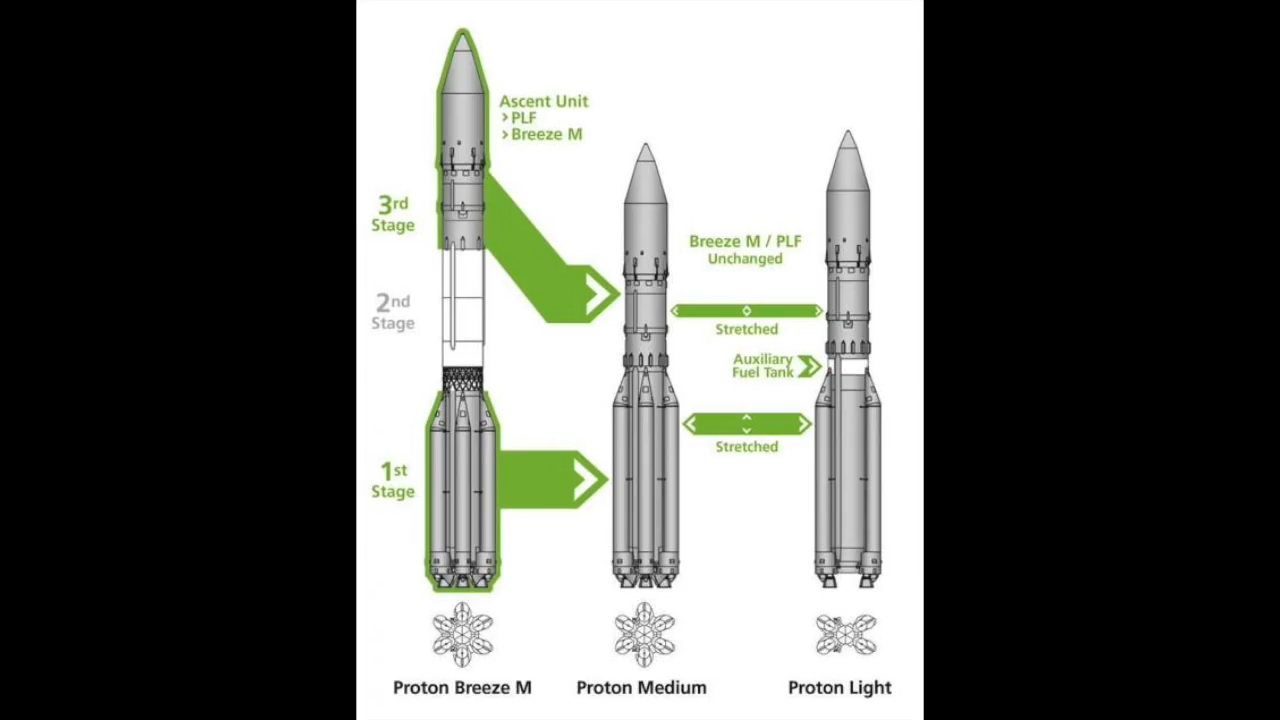 Ascent Unit
> PLF
> Breeze M
3rd
Stage
2nd
Stage
1st
Stage
Breeze M / PLF
Unchanged
Stretched
Auxiliary
Fuel Tank
Stretched
Proton Breeze M
Proton Medium
Proton Light